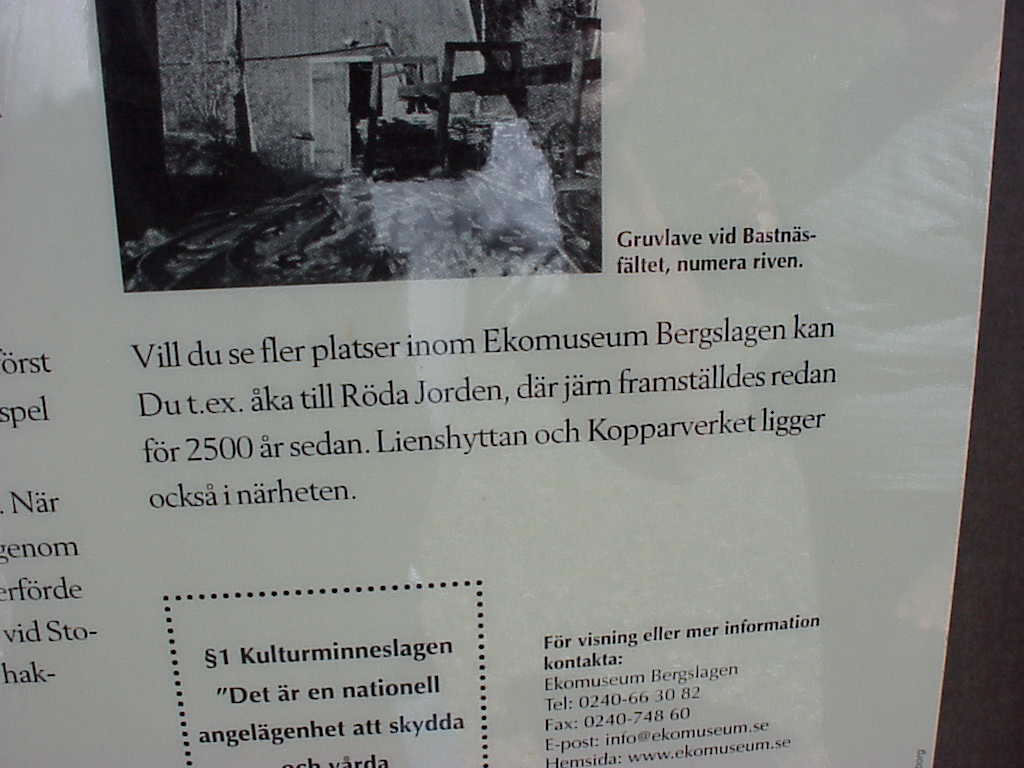 Gruvlave vid Bastnäs-
fältet, numera riven.
örst
spel
. När
genom
erförde
vid Sto-
hak-
Vill du se fler platser inom Ekomuseum Bergslagen kan
Du t.ex. åka till Röda Jorden, där järn framställdes redan
för 2500 år sedan. Lienshyttan och Kopparverket ligger
också i närheten.
§1 Kulturminneslagen
"Det är en nationell
angelägenhet att skydda
och vårda
För visning eller mer information
kontakta:
Ekomuseum Bergslagen
Tel: 0240-66 30 82
Fax: 0240-748 60
E-post: info@ekomuseum.se
Hemsida: www.ekomuseum.se